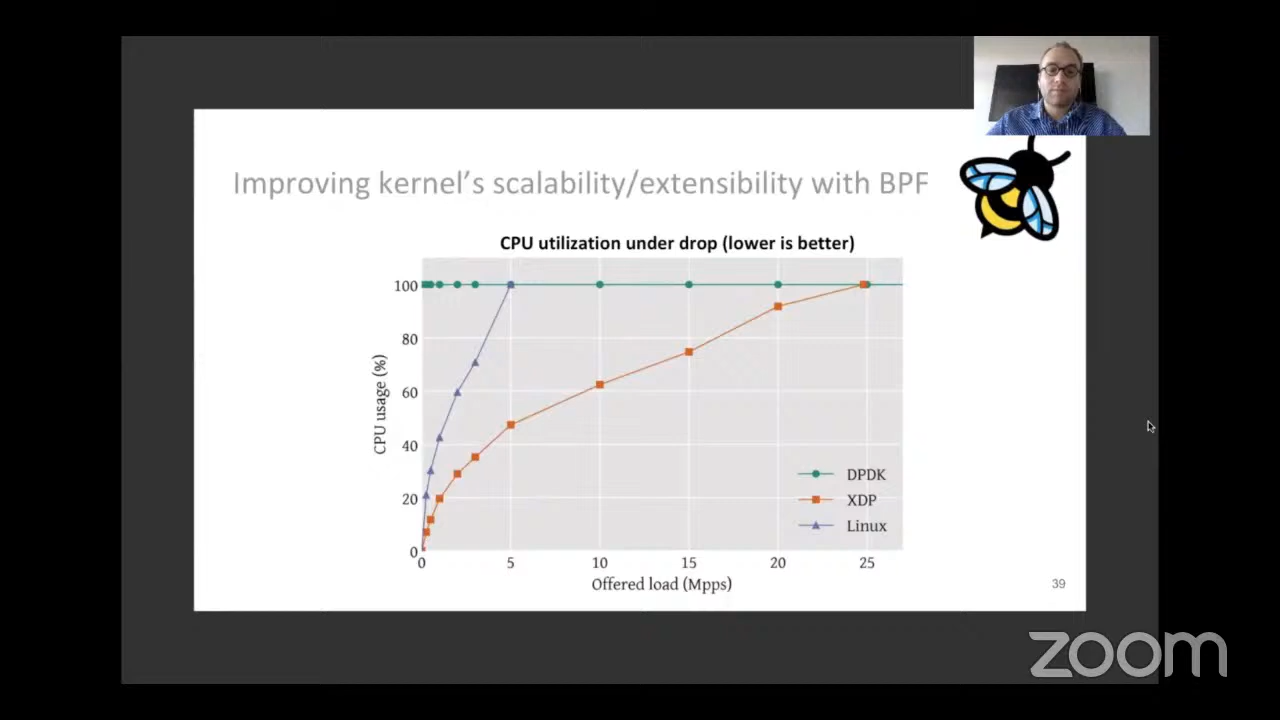 Improving kernel's scalability/extensibility with BPF
CPU utilization under drop (lower is better)
100
80
60
40
20
0
CPU usage (%)
DPDK
XDP
Linux
0 5 10 15 20 25
Offered load (Mpps)
39
zoom